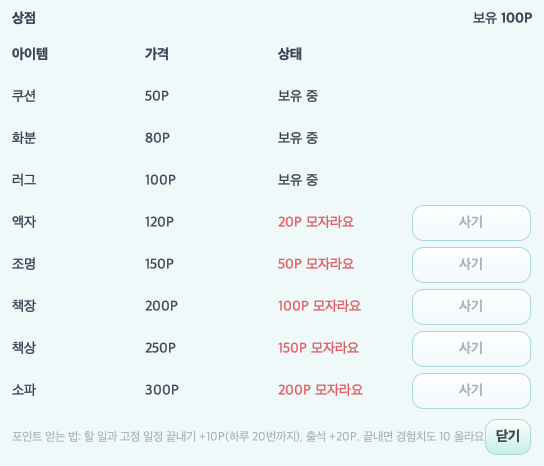 상점 보유 100P
아이템 가격 상태
쿠션 50P 보유 중
화분 80P 보유 중
러그 100P 보유 중
액자 120P 20P 모자라요 사기
조명 150P 50P 모자라요 사기
책장 200P 100P 모자라요 사기
책상 250P 150P 모자라요 사기
소파 300P 200P 모자라요 사기
포인트 얻는 법: 할 일과 고정 일정 끝내기 +10P(하루 20번까지), 출석 +20P. 끝내면 경험치도 10 올라요 닫기